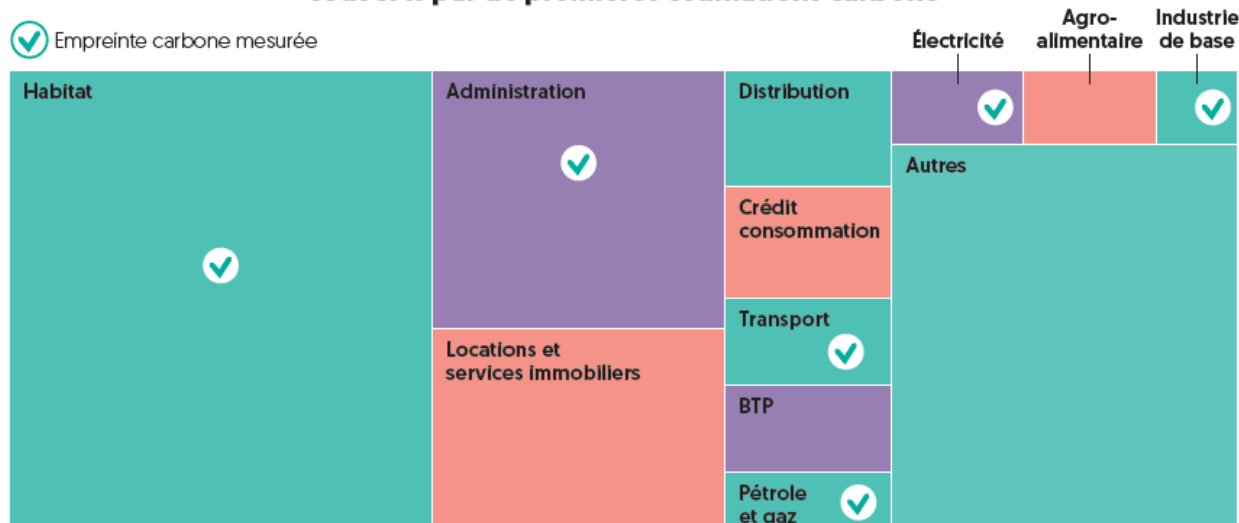 Empreinte carbone mesurée
Électricité
Agro-
alimentaire
Industrie
de base
Habitat
Administration
Distribution
Autres
Crédit
consommation
Transport
Locations et
services immobiliers
BTP
Pétrole
et gaz